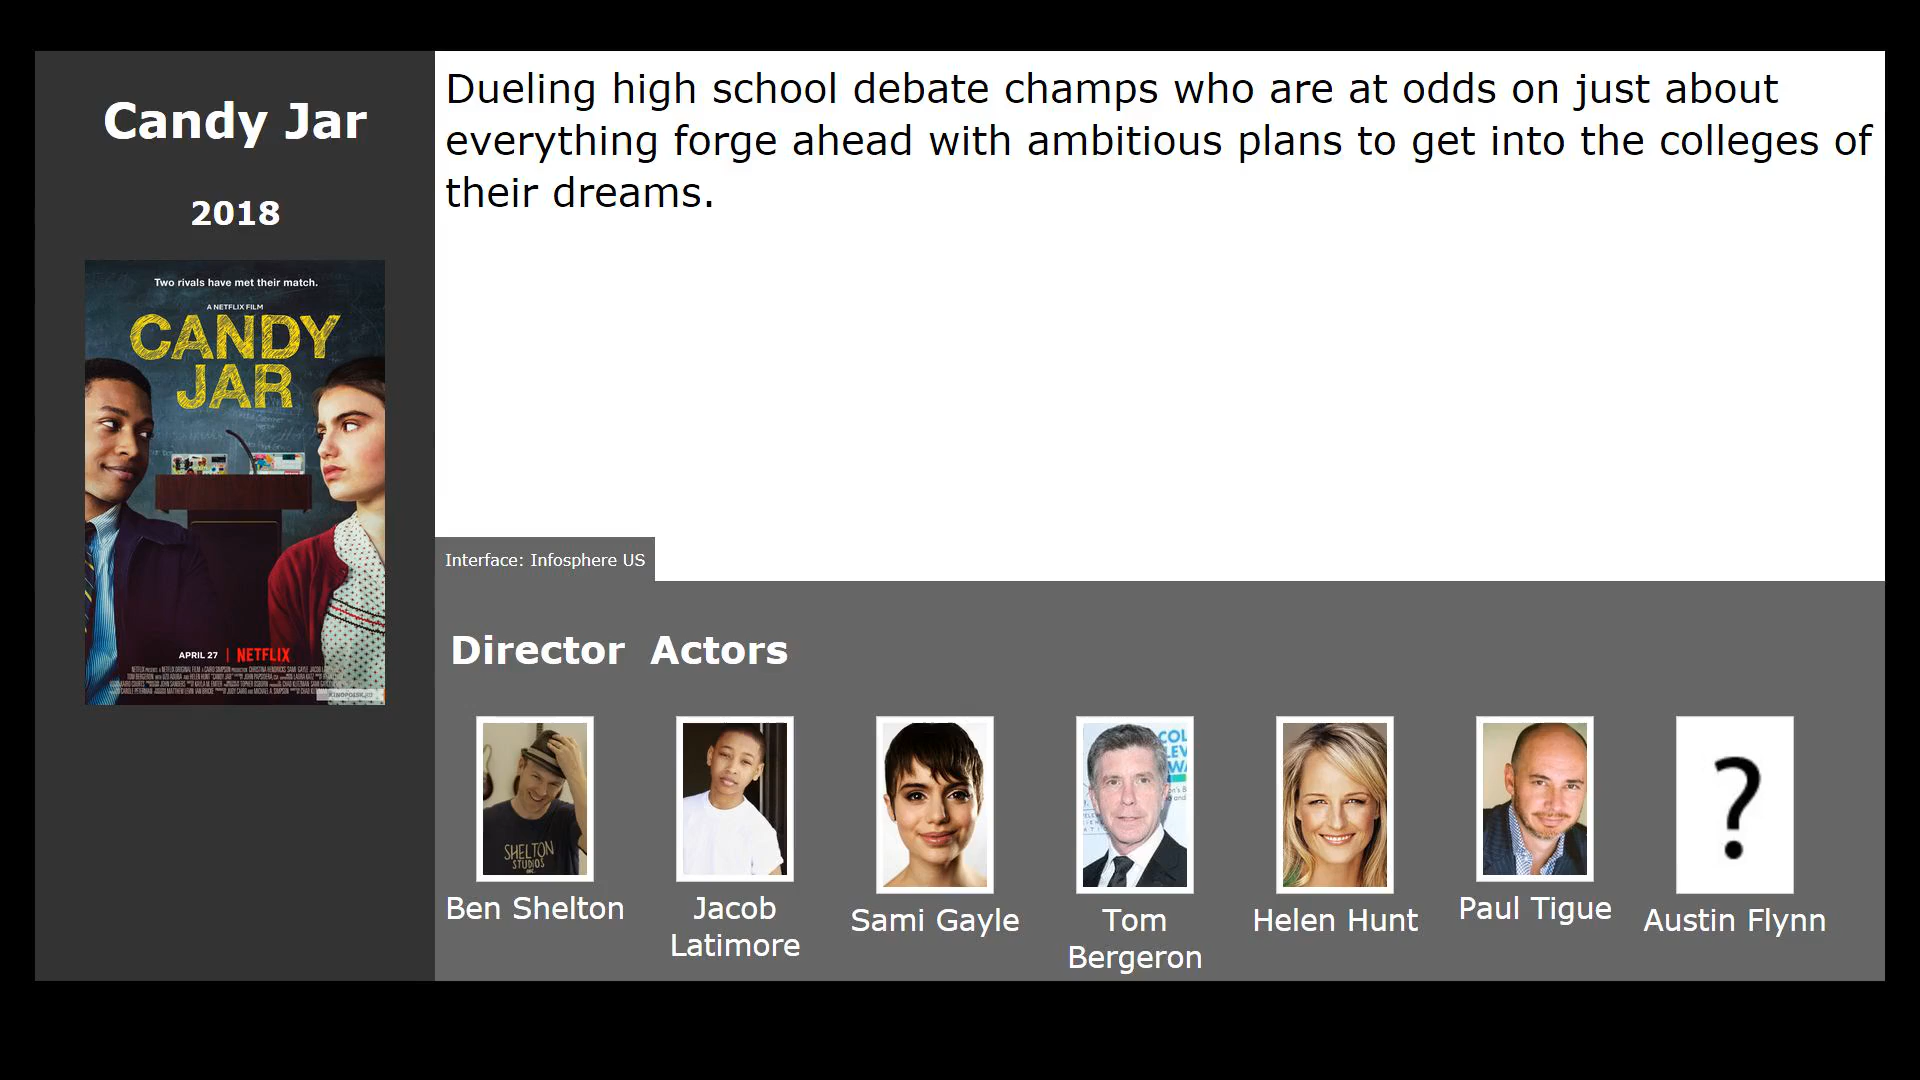 Candy Jar
2018
Two rivals have met their match.
A NETFLIX FILM
CANDY
JAR
APRIL 27 | NETFLIX
KINOPOISK.RU
Dueling high school debate champs who are at odds on just about
everything forge ahead with ambitious plans to get into the colleges of
their dreams.
Interface: Infosphere US
Director Actors
SHELTON
STUDIOS
INC.
Ben Shelton
Jacob
Latimore
Sami Gayle
Tom
Bergeron
Helen Hunt
Paul Tigue
?
Austin Flynn